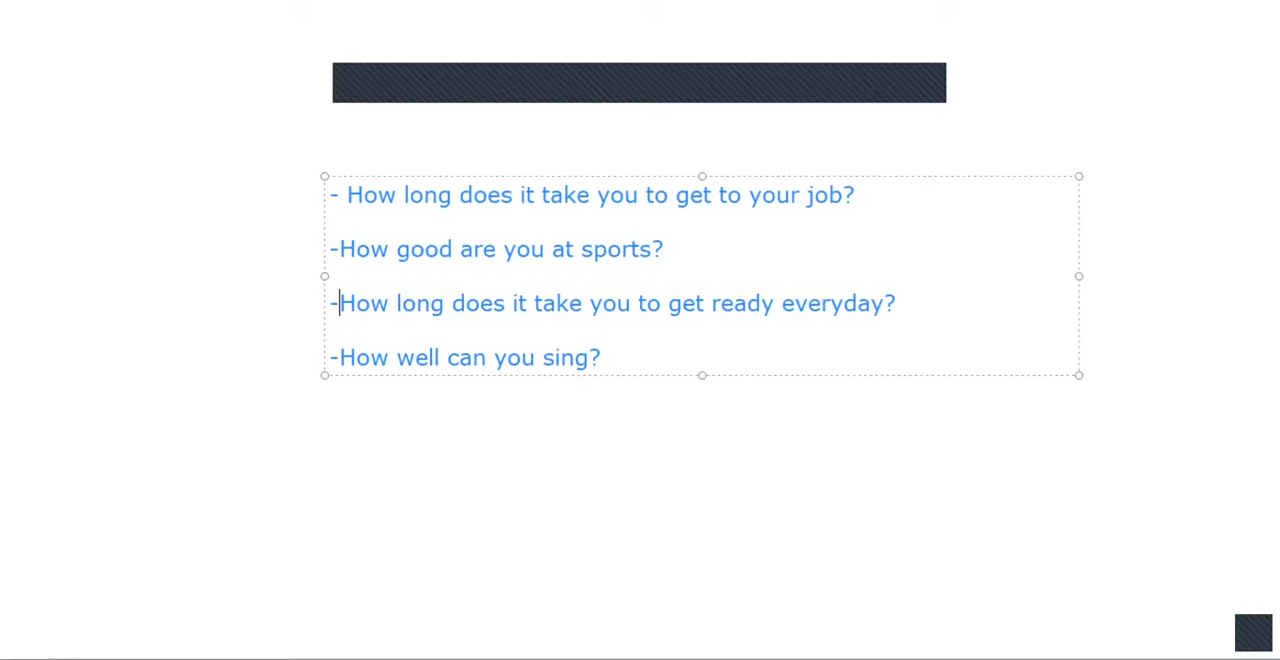 - How long does it take you to get to your job?
-How good are you at sports?
-How long does it take you to get ready everyday?
-How well can you sing?